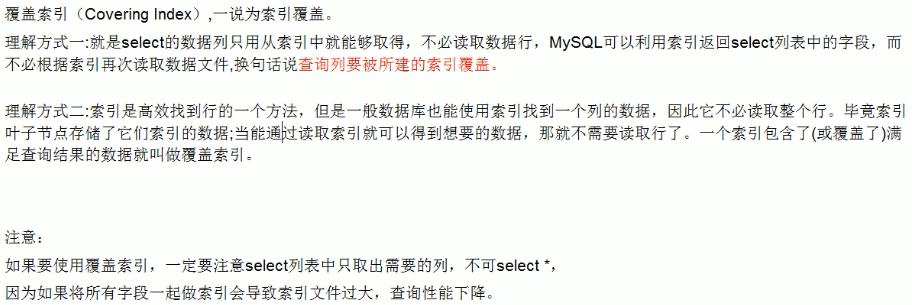 覆盖索引（Covering Index）,一说为索引覆盖。
理解方式一:就是select的数据列只用从索引中就能够取得，不必读取数据行，MySQL可以利用索引返回select列表中的字段，而
不必根据索引再次读取数据文件,换句话说查询列要被所建的索引覆盖。
理解方式二:索引是高效找到行的一个方法，但是一般数据库也能使用索引找到一个列的数据，因此它不必读取整个行。毕竟索引
叶子节点存储了它们索引的数据;当能通过读取索引就可以得到想要的数据，那就不需要读取行了。一个索引包含了(或覆盖了)满
足查询结果的数据就叫做覆盖索引。
注意：
如果要使用覆盖索引，一定要注意select列表中只取出需要的列，不可select *，
因为如果将所有字段一起做索引会导致索引文件过大，查询性能下降。